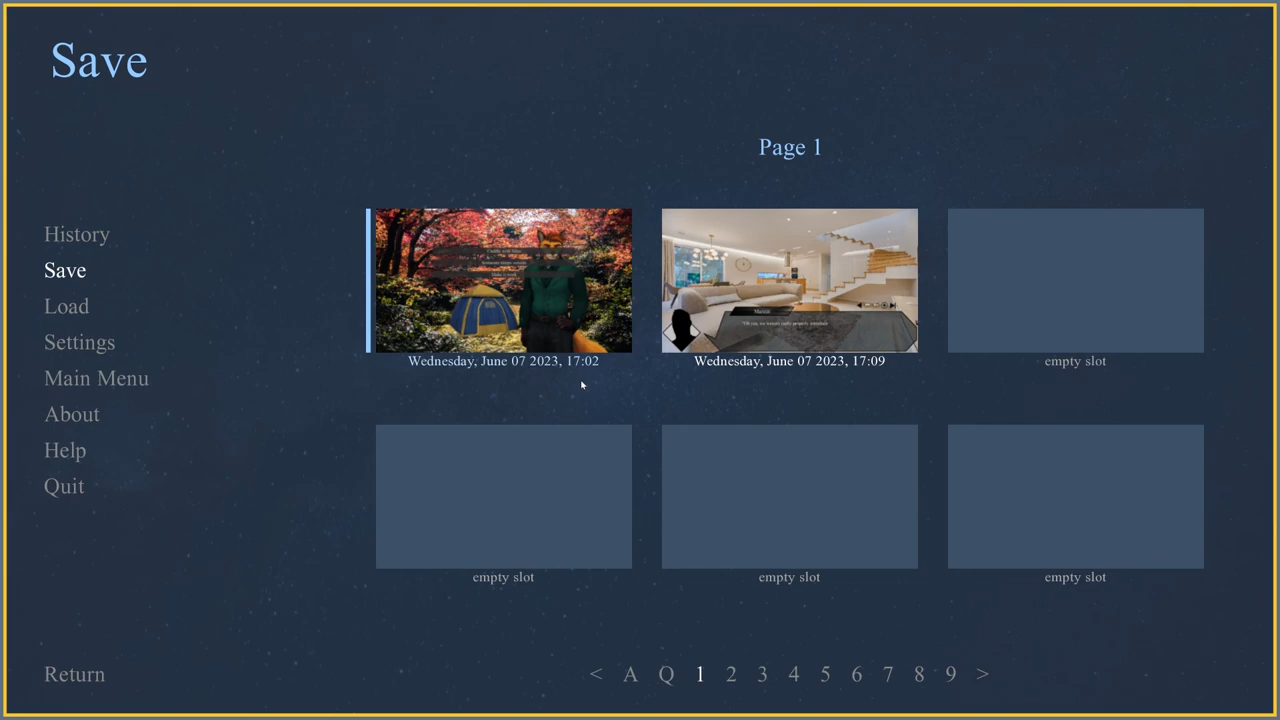 Save
Page 1
History
Save
Load
Settings
Main Menu
About
Help
Quit
Wednesday, June 07 2023, 17:02
Wednesday, June 07 2023, 17:09
empty slot
empty slot
empty slot
empty slot
Return
< A Q 1 2 3 4 5 6 7 8 9 >